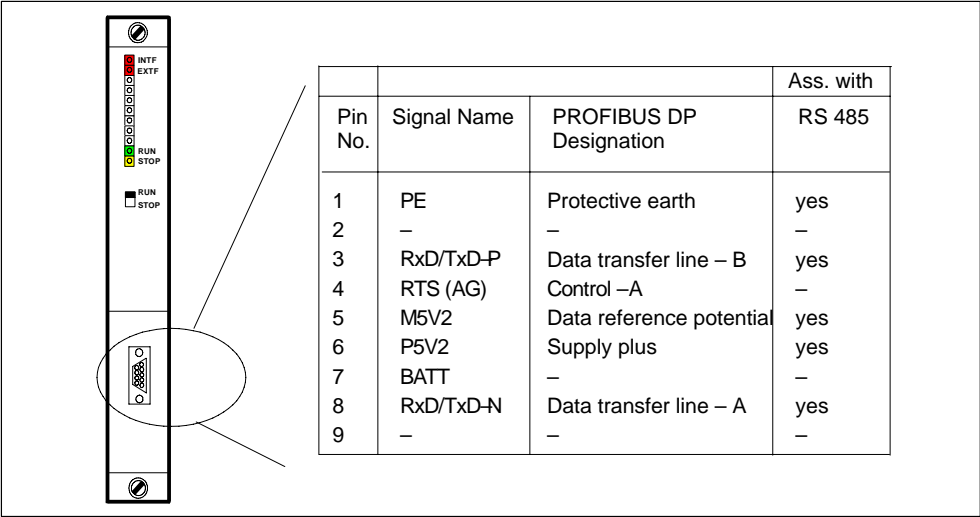 INTF
EXTF
RUN
STOP
RUN
STOP
Ass. with
Pin No. Signal Name PROFIBUS DP Designation RS 485
1 PE Protective earth yes
2 – – –
3 RxD/TxD–P Data transfer line – B yes
4 RTS (AG) Control –A –
5 M5V2 Data reference potential yes
6 P5V2 Supply plus yes
7 BATT – –
8 RxD/TxD–N Data transfer line – A yes
9 – – –